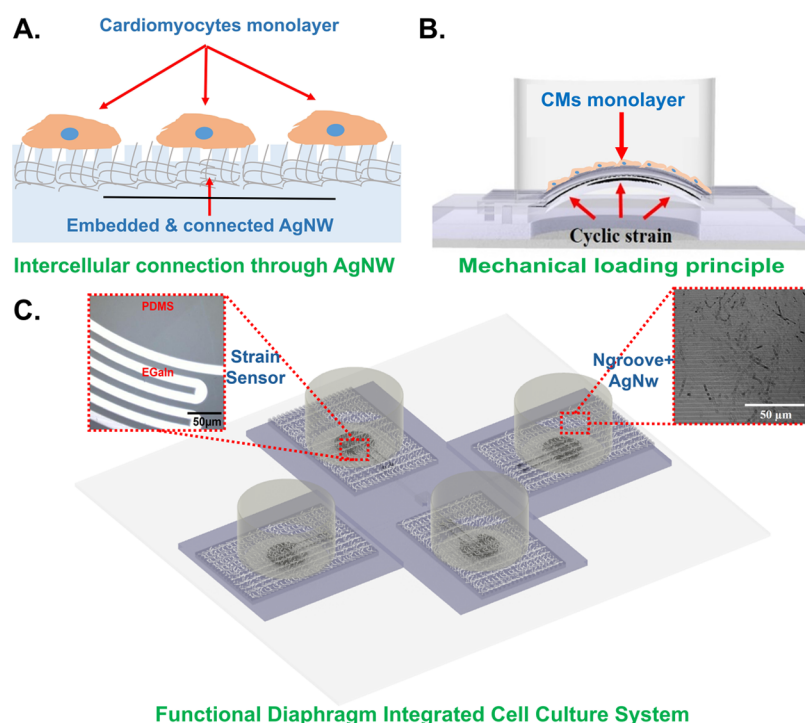 A.
Cardiomyocytes monolayer
Embedded & connected AgNW
Intercellular connection through AgNW
B.
CMs monolayer
Cyclic strain
Mechanical loading principle
C.
PDMS
EGaIn
50μm
Strain
Sensor
Ngroove+
AgNw
50 μm
Functional Diaphragm Integrated Cell Culture System